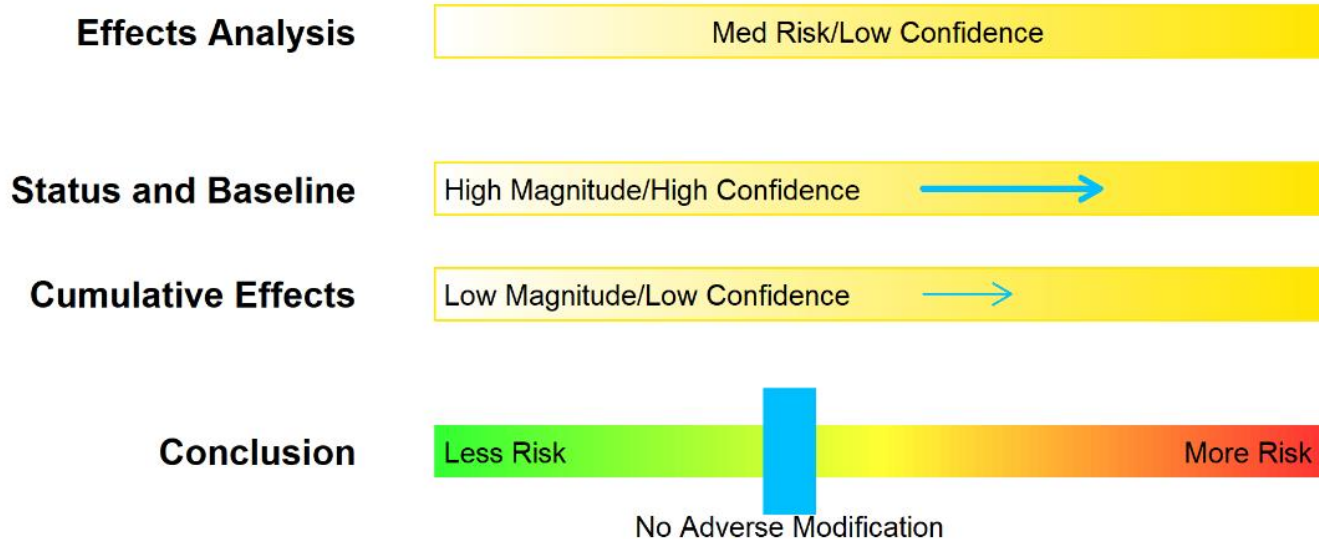 Effects Analysis
Med Risk/Low Confidence
Status and Baseline
High Magnitude/High Confidence
Cumulative Effects
Low Magnitude/Low Confidence
Conclusion
Less Risk
More Risk
No Adverse Modification